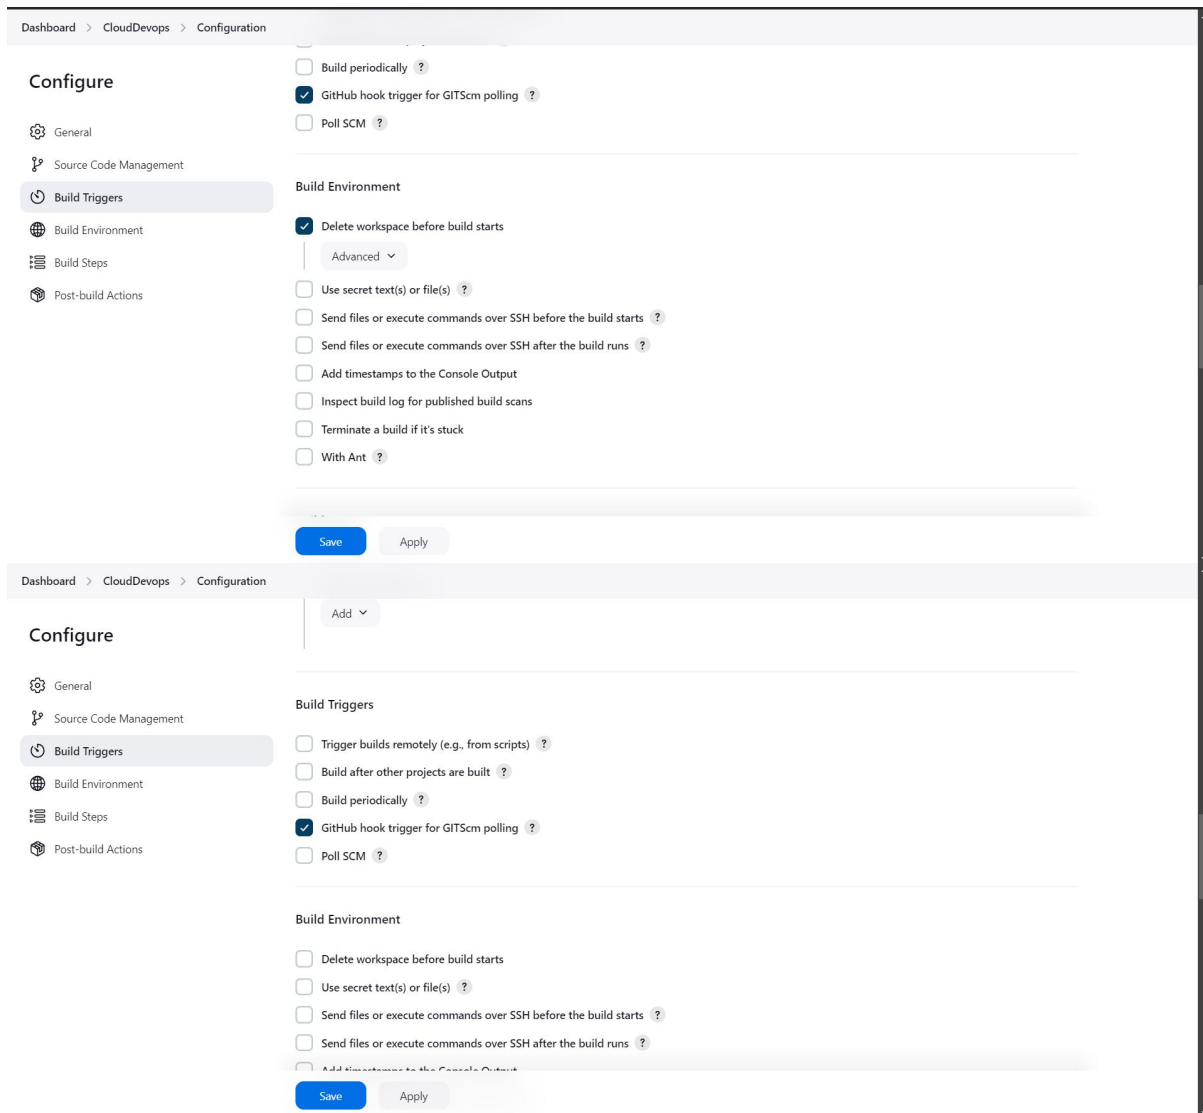 Dashboard > CloudDevops > Configuration
Configure
General
Source Code Management
Build Triggers
Build Environment
Build Steps
Post-build Actions
Build periodically ?
GitHub hook trigger for GITScm polling ?
Poll SCM ?
Build Environment
Delete workspace before build starts
Advanced
Use secret text(s) or file(s) ?
Send files or execute commands over SSH before the build starts ?
Send files or execute commands over SSH after the build runs ?
Add timestamps to the Console Output
Inspect build log for published build scans
Terminate a build if it's stuck
With Ant ?
Save Apply
Dashboard > CloudDevops > Configuration
Configure
General
Source Code Management
Build Triggers
Build Environment
Build Steps
Post-build Actions
Add
Build Triggers
Trigger builds remotely (e.g., from scripts) ?
Build after other projects are built ?
Build periodically ?
GitHub hook trigger for GITScm polling ?
Poll SCM ?
Build Environment
Delete workspace before build starts
Use secret text(s) or file(s) ?
Send files or execute commands over SSH before the build starts ?
Send files or execute commands over SSH after the build runs ?
Add timestamps to the Console Output
Save Apply